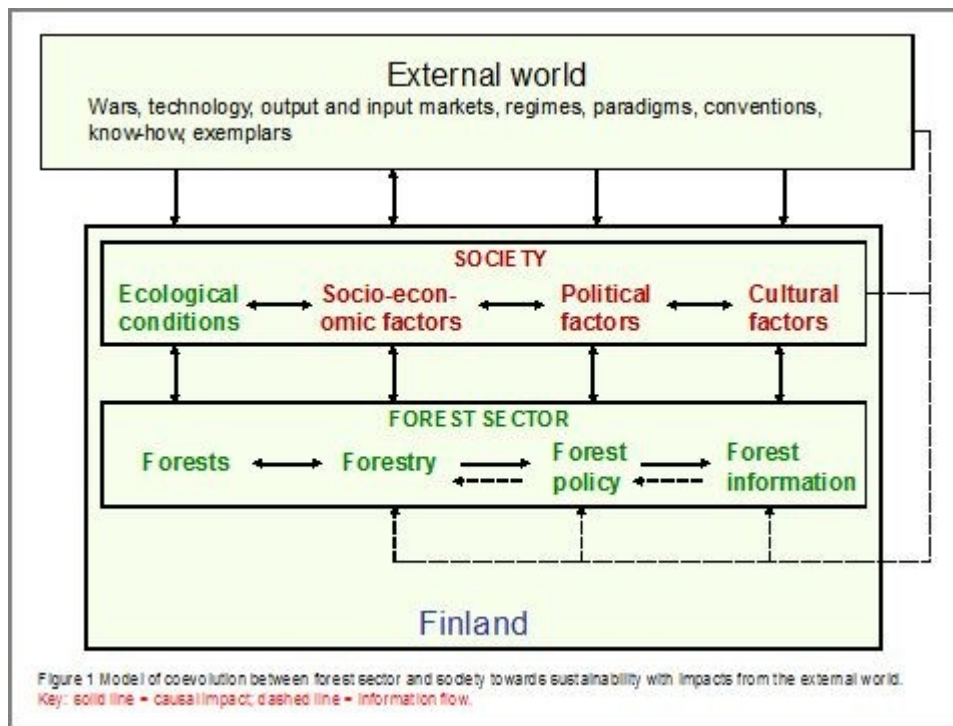 External world
Wars, technology, output and input markets, regimes, paradigms, conventions,
know-how, exemplars
SOCIETY
Ecological conditions
Socio-econ-omic factors
Political factors
Cultural factors
FOREST SECTOR
Forests
Forestry
Forest policy
Forest information
Finland
Figure 1 Model of coevolution between forest sector and society towards sustainability with impacts from the external world.
Key: solid line = causal impact; dashed line = information flow.